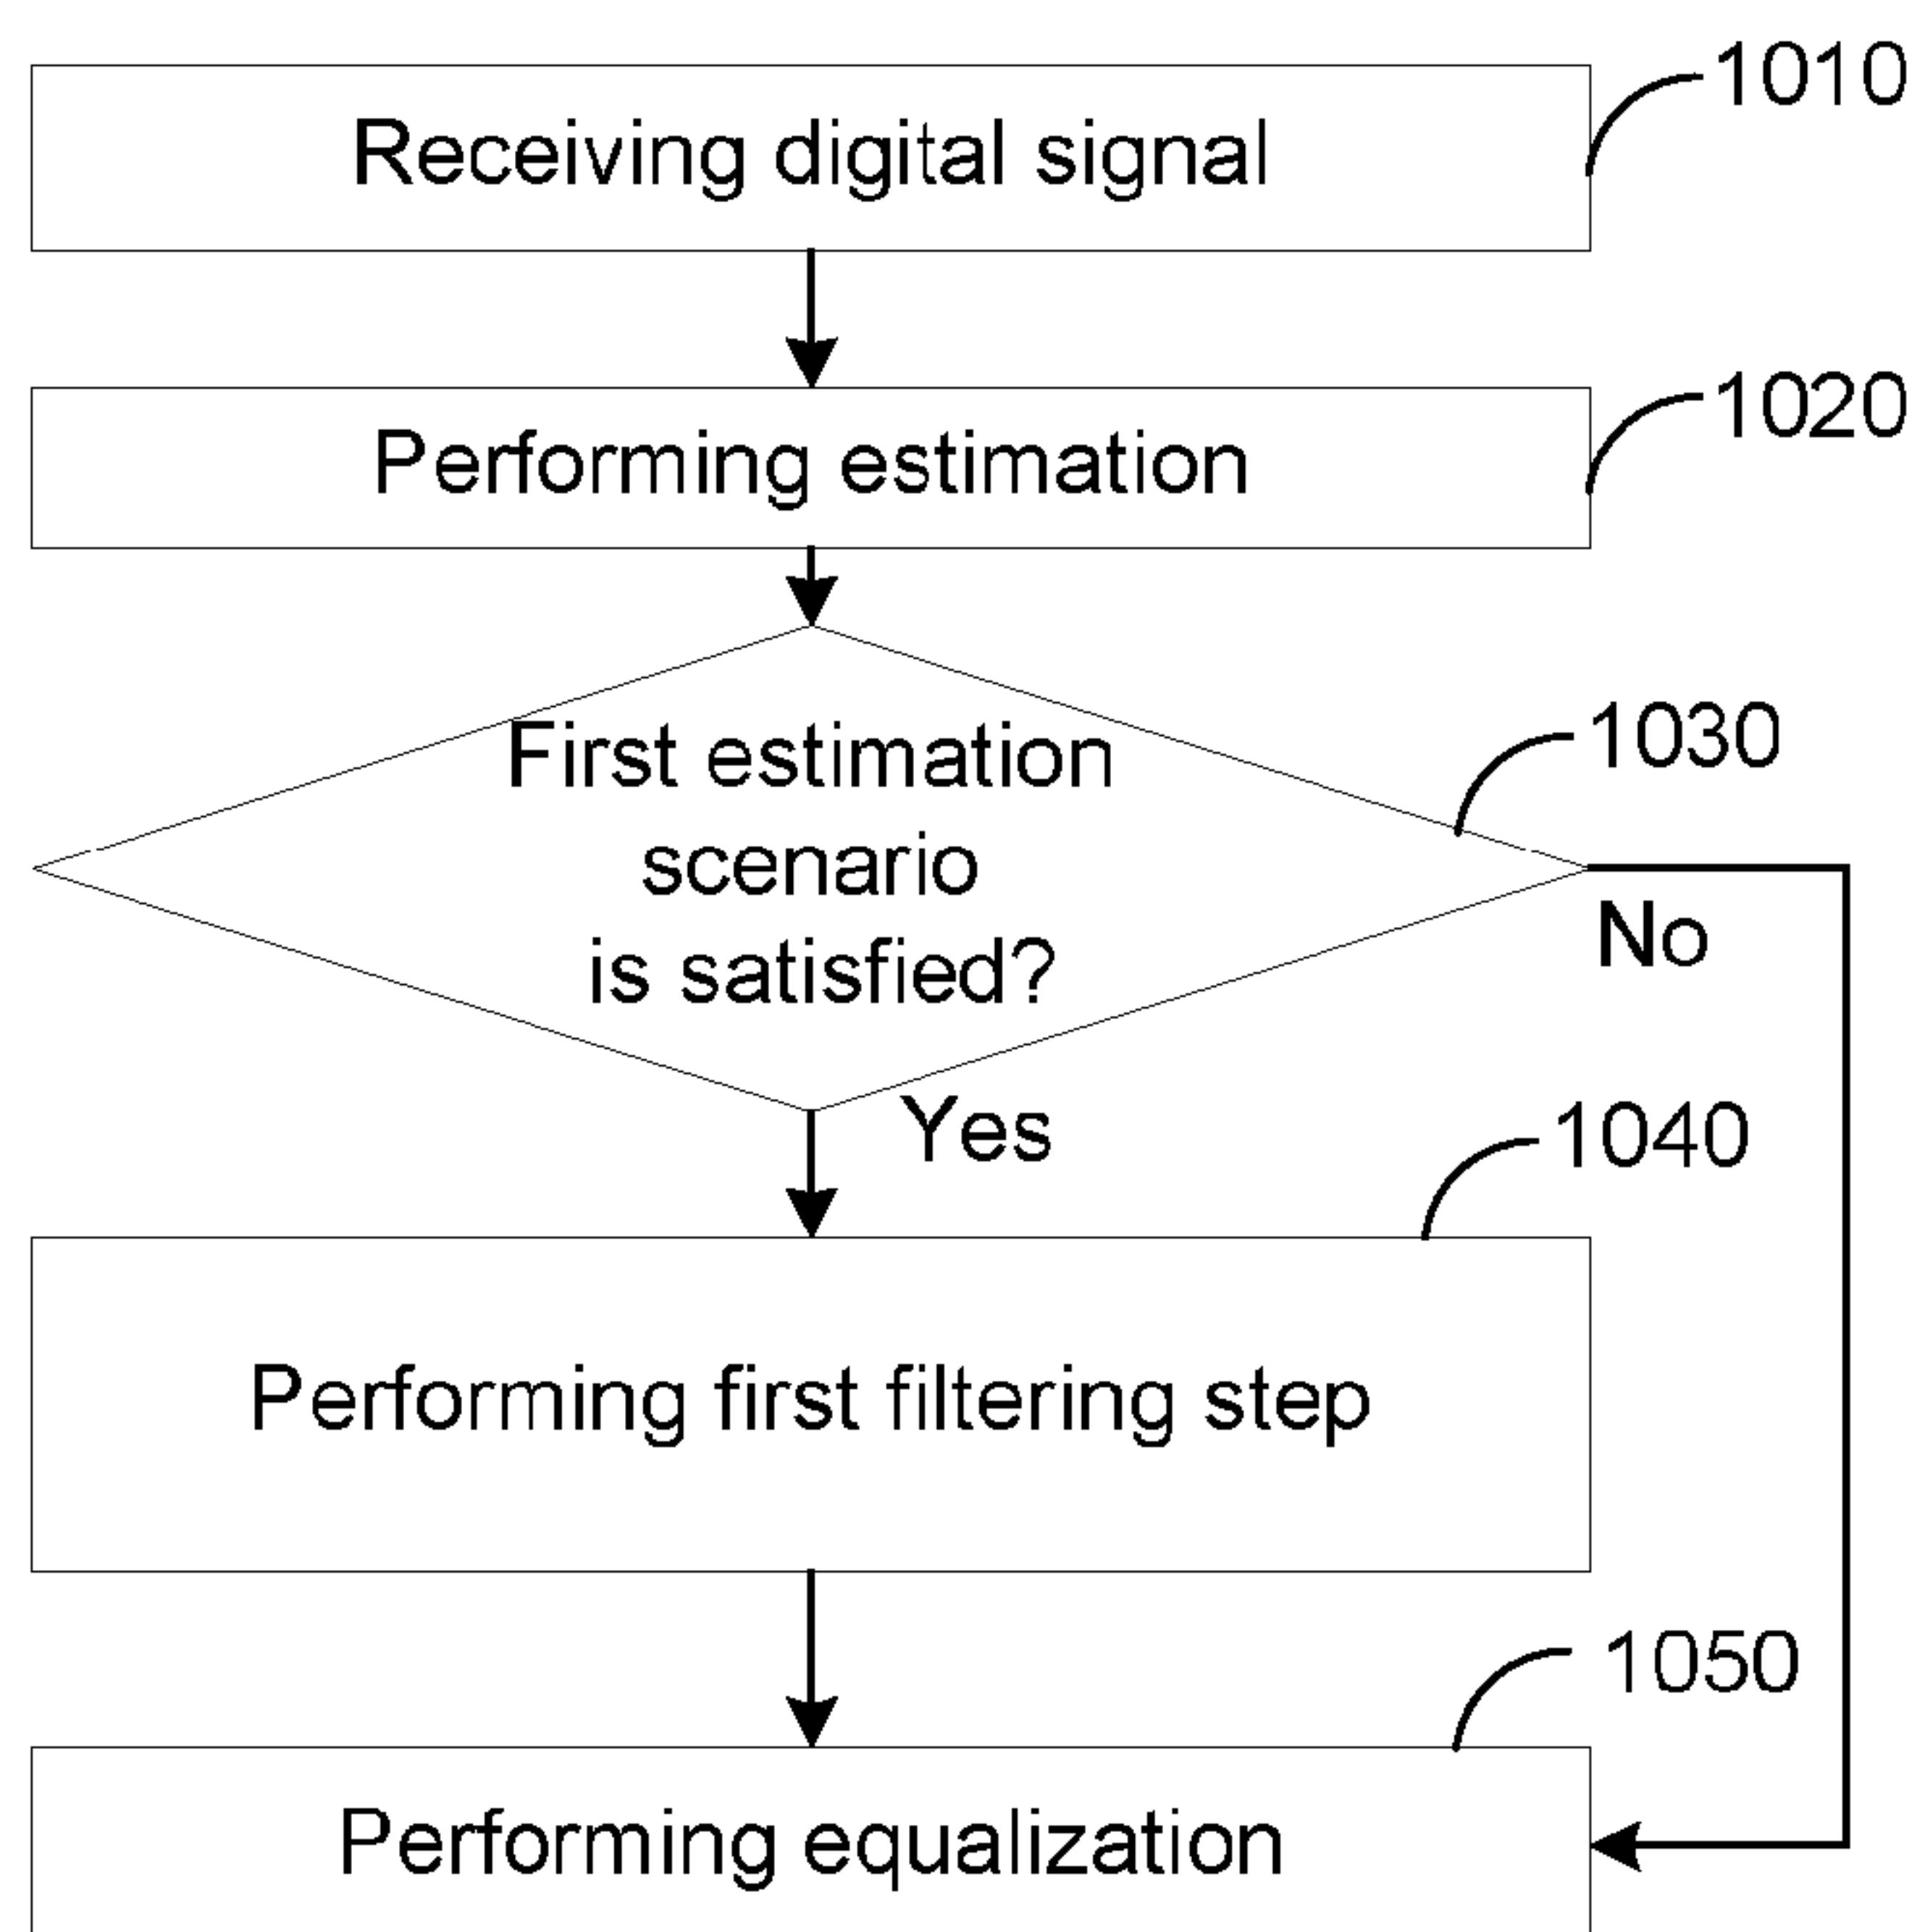 1010
Receiving digital signal
1020
Performing estimation
1030
First estimation
scenario
is satisfied?
No
Yes
1040
Performing first filtering step
1050
Performing equalization